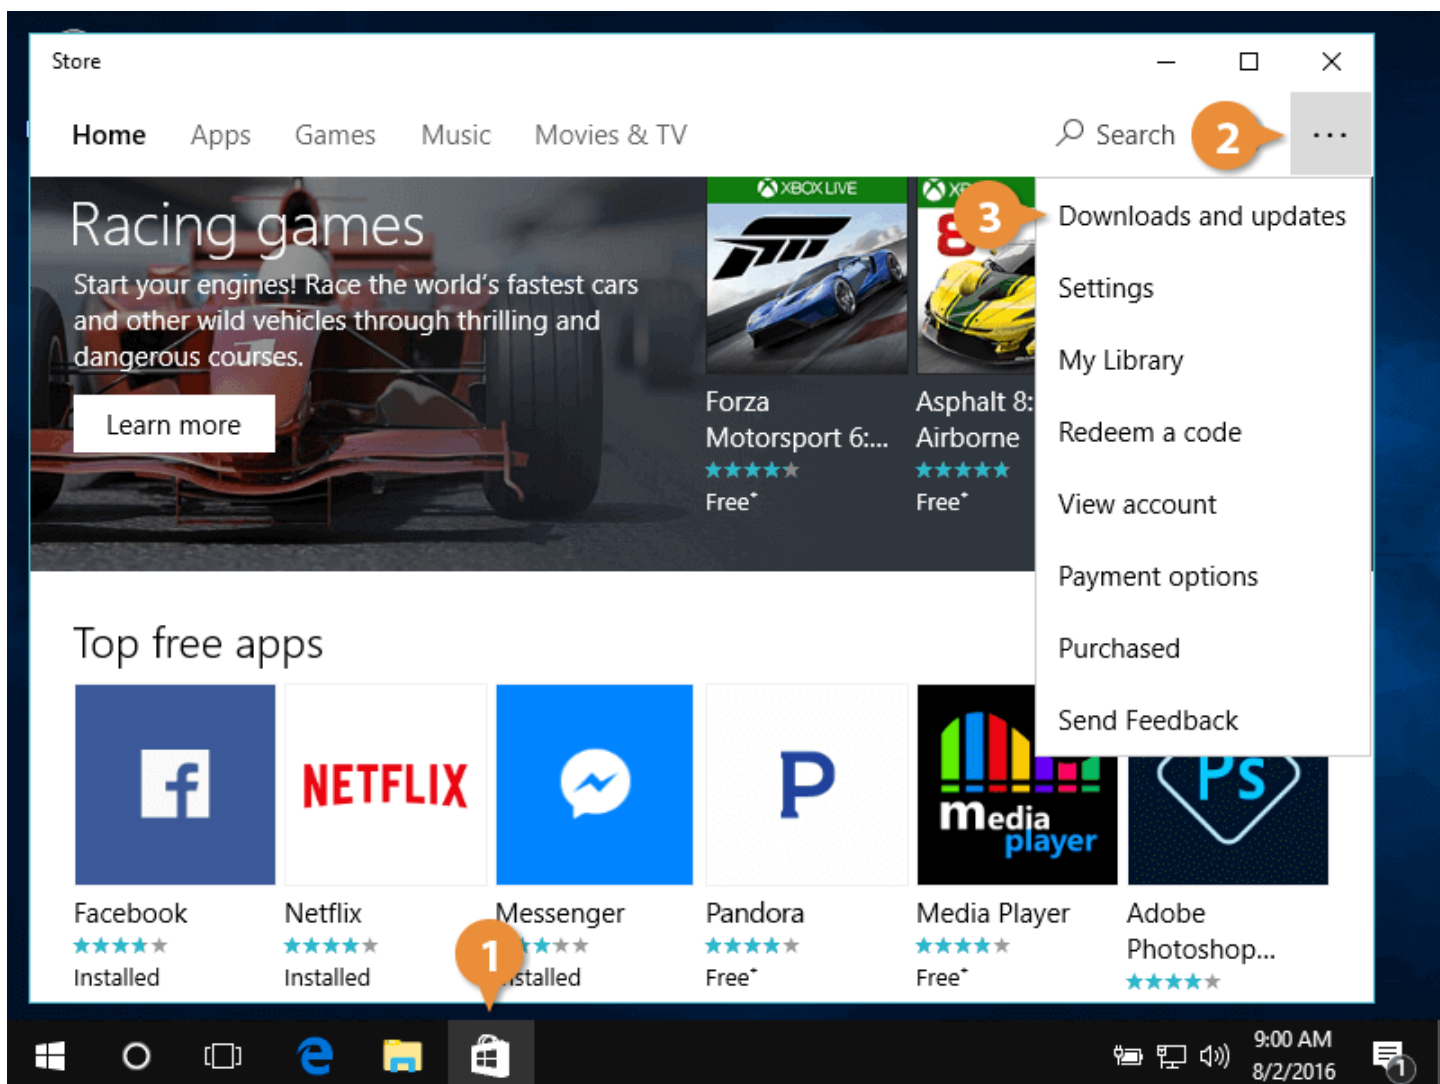 Store
Home Apps Games Music Movies & TV Search 2 ...
Racing games
Start your engines! Race the world's fastest cars
and other wild vehicles through thrilling and
dangerous courses.
Learn more
1
XBOX LIVE
Forza
Motorsport 6:...
Free*
8
Asphalt 8:
Airborne
Free*
3
Downloads and updates
Settings
My Library
Redeem a code
View account
Payment options
Purchased
Send Feedback
Top free apps
f
Facebook
Installed
NETFLIX
Netflix
Installed
Messenger
1
P
Pandora
Free*
media
player
Media Player
Free*
Ps
Adobe
Photoshop...
9:00 AM
8/2/2016
1